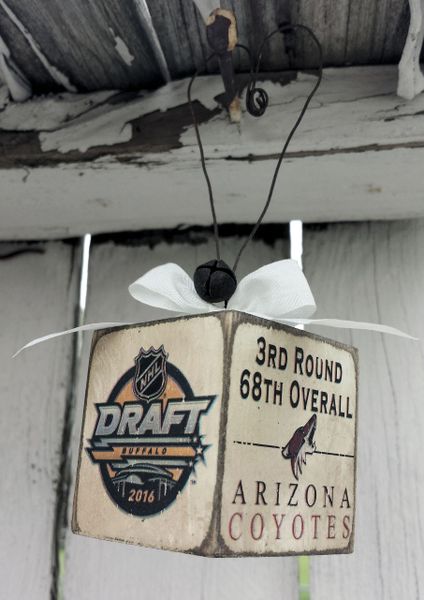 NHL
DRAFT
BUFFALO
2016
3RD ROUND
68TH OVERALL
ARIZONA
COYOTES